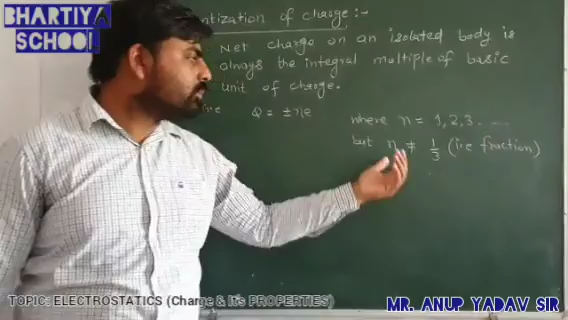 BHARTIYA
SCHOOL
ntization of charge :-
Net charge on an isolated body is
always the integral multiple of basic
unit of charge.
Q = ±ne
where n = 1, 2, 3 .....
but n ≠ 1/3 (i.e fraction)
TOPIC: ELECTROSTATICS (Charge & It's PROPERTIES)
MR. ANUP YADAV SIR